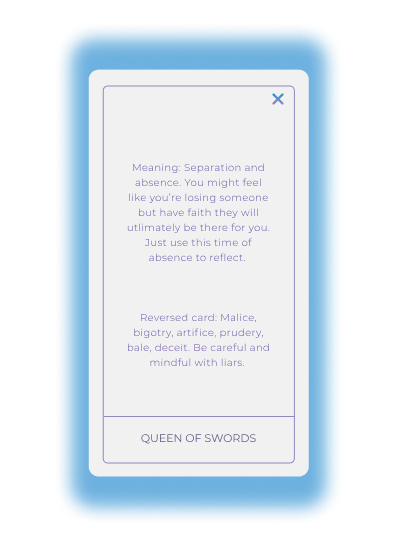 Meaning: Separation and
absence. You might feel
like you're losing someone
but have faith they will
utlimately be there for you.
Just use this time of
absence to reflect.
Reversed card: Malice,
bigotry, artifice, prudery,
bale, deceit. Be careful and
mindful with liars.
QUEEN OF SWORDS